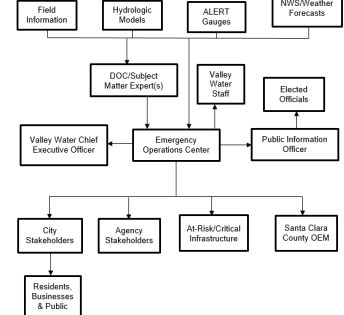 Field
Information
Hydrologic
Models
ALERT
Gauges
NWS/Weather
Forecasts
DOC/Subject
Matter Expert(s)
Valley
Water
Staff
Elected
Officials
Valley Water Chief
Executive Officer
Emergency
Operations Center
Public Information
Officer
City
Stakeholders
Agency
Stakeholders
At-Risk/Critical
Infrastructure
Santa Clara
County OEM
Residents,
Businesses
& Public